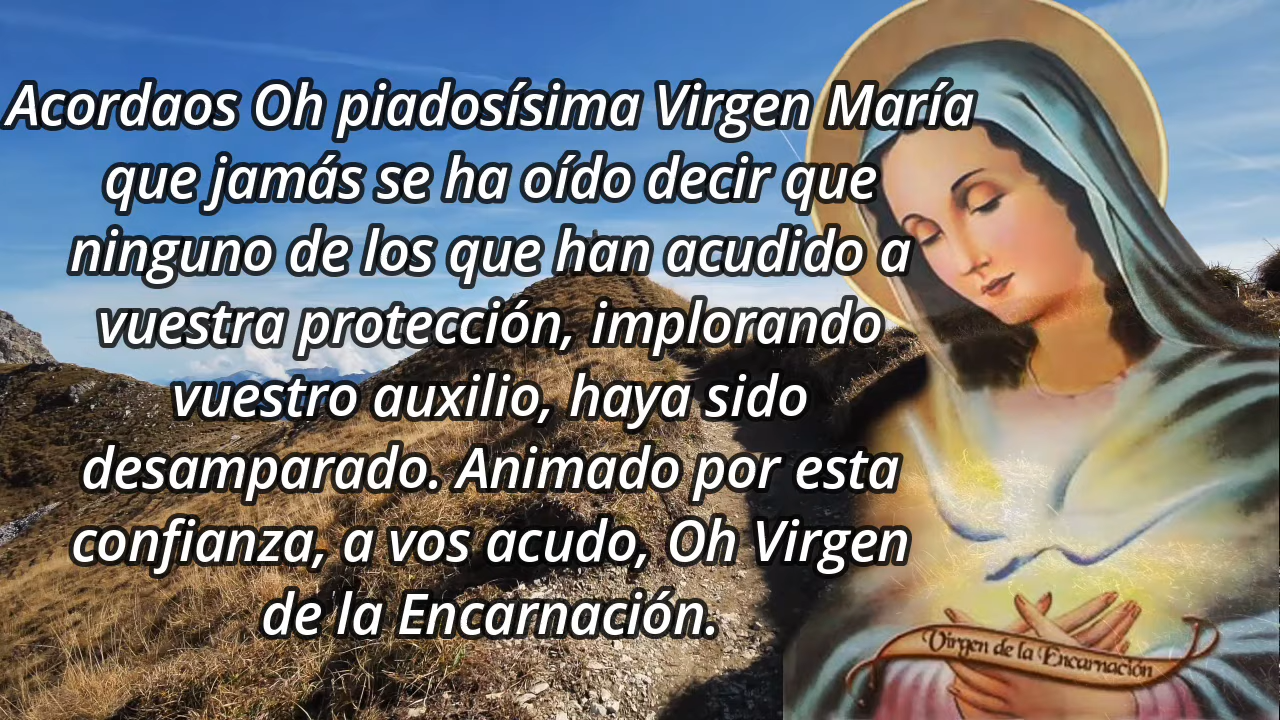 Acordaos Oh piadosísima Virgen María
que jamás se ha oído decir que
ninguno de los que han acudido a
vuestra protección, implorando
vuestro auxilio, haya sido
desamparado. Animado por esta
confianza, a vos acudo, Oh Virgen
de la Encarnación.
Virgen de la Encarnación